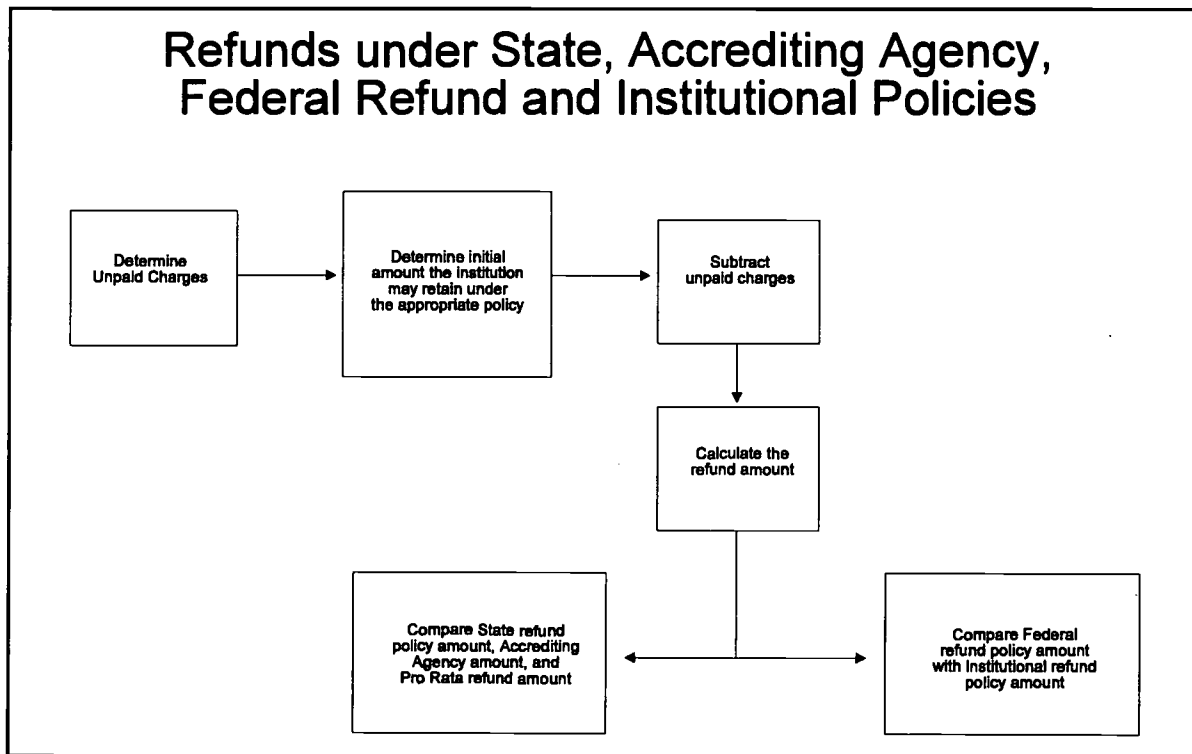 Refunds under State, Accrediting Agency,
Federal Refund and Institutional Policies
Determine
Unpaid Charges
Determine initial
amount the institution
may retain under
the appropriate policy
Subtract
unpaid charges
Calculate the
refund amount
Compare State refund
policy amount, Accrediting
Agency amount, and
Pro Rata refund amount
Compare Federal
refund policy amount
with Institutional refund
policy amount